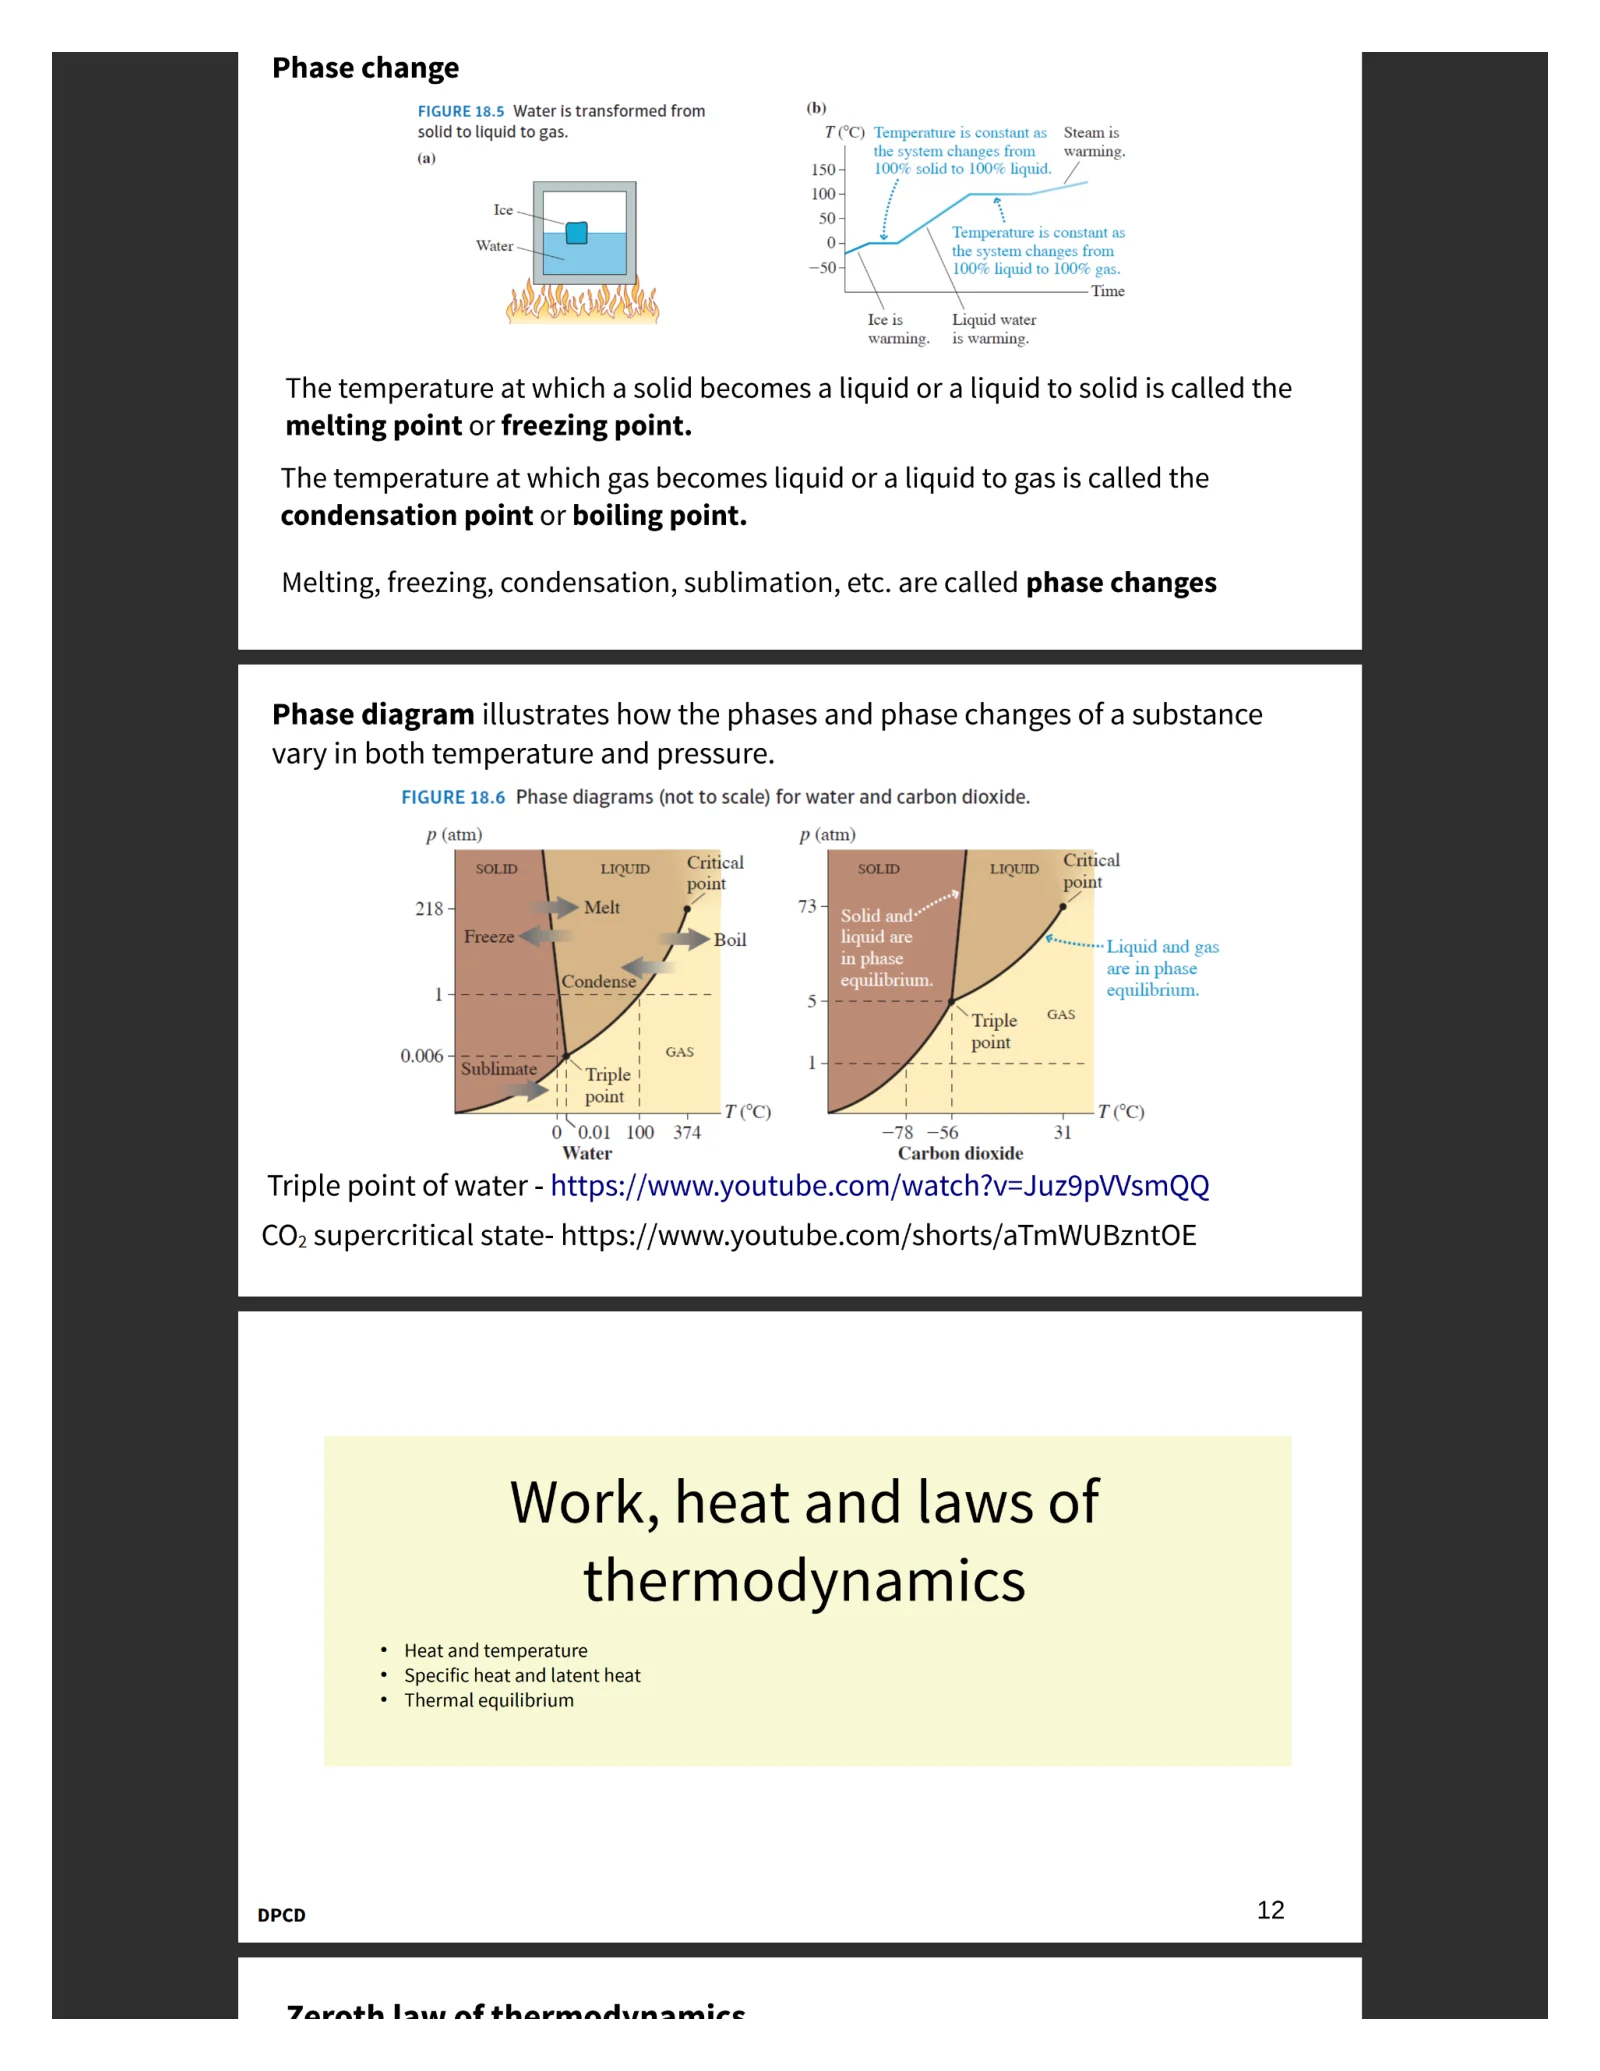 Phase change
FIGURE 18.5 Water is transformed from
solid to liquid to gas.
(a)
Ice
Water
(b)
T (°C)
Temperature is constant as
the system changes from
100% solid to 100% liquid.
Steam is
warming.
150
100
50
0
−50
Temperature is constant as
the system changes from
100% liquid to 100% gas.
Time
Ice is
warming.
Liquid water
is warming.
The temperature at which a solid becomes a liquid or a liquid to solid is called the
melting point or freezing point.
The temperature at which gas becomes liquid or a liquid to gas is called the
condensation point or boiling point.
Melting, freezing, condensation, sublimation, etc. are called phase changes
Phase diagram illustrates how the phases and phase changes of a substance
vary in both temperature and pressure.
FIGURE 18.6 Phase diagrams (not to scale) for water and carbon dioxide.
p (atm)
SOLID
LIQUID
Critical
point
218
Melt
Freeze
Boil
Condense
1
0.006
GAS
Sublimate
Triple
point
T (°C)
0 0.01 100 374
Water
p (atm)
SOLID
LIQUID
Critical
point
73
Solid and
liquid are
in phase
equilibrium.
Liquid and gas
are in phase
equilibrium.
5
Triple
point
GAS
1
T (°C)
−78 −56 31
Carbon dioxide
Triple point of water - https://www.youtube.com/watch?v=Juz9pVVsmQQ
CO₂ supercritical state- https://www.youtube.com/shorts/aTmWUBzntOE
Work, heat and laws of
thermodynamics
• Heat and temperature
• Specific heat and latent heat
• Thermal equilibrium
DPCD
12
Zeroth law of thermodynamics